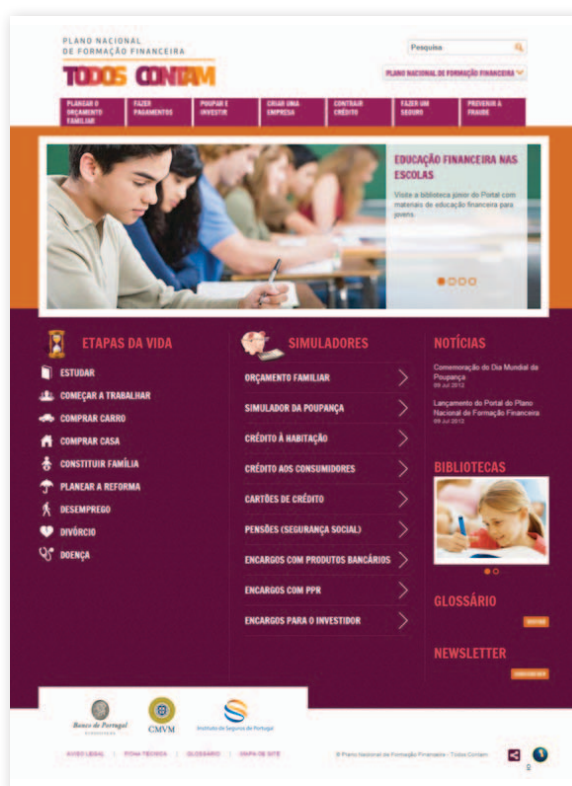 PLANO NACIONAL
DE FORMAÇÃO FINANCEIRA
TODOS CONTAM
Pesquisa
PLANO NACIONAL DE FORMAÇÃO FINANCEIRA
PLANEAR O
ORÇAMENTO
FAMILIAR
FAZER
PAGAMENTOS
POUPAR E
INVESTIR
CRIAR UMA
EMPRESA
CONTRAIR
CRÉDITO
FAZER UM
SEGURO
PREVENIR A
FRAUDE
EDUCAÇÃO FINANCEIRA NAS
ESCOLAS
Visite a biblioteca júnior do Portal com
materiais de educação financeira para
jovens.
ETAPAS DA VIDA
ESTUDAR
COMEÇAR A TRABALHAR
COMPRAR CARRO
COMPRAR CASA
CONSTITUIR FAMÍLIA
PLANEAR A REFORMA
DESEMPREGO
DIVÓRCIO
DOENÇA
SIMULADORES
ORÇAMENTO FAMILIAR
SIMULADOR DA POUPANÇA
CRÉDITO À HABITAÇÃO
CRÉDITO AOS CONSUMIDORES
CARTÕES DE CRÉDITO
PENSÕES (SEGURANÇA SOCIAL)
ENCARGOS COM PRODUTOS BANCÁRIOS
ENCARGOS COM PPR
ENCARGOS PARA O INVESTIDOR
NOTÍCIAS
Comemoração do Dia Mundial da
Poupança
09 Jul 2012
Lançamento do Portal do Plano
Nacional de Formação Financeira
09 Jul 2012
BIBLIOTECAS
GLOSSÁRIO
NEWSLETTER
Banco de Portugal
EUROSISTEMA
CMVM
Instituto de Seguros de Portugal
AVISO LEGAL | FICHA TÉCNICA | GLOSSÁRIO | MAPA DE SITE
© Plano Nacional de Formação Financeira - Todos Contam